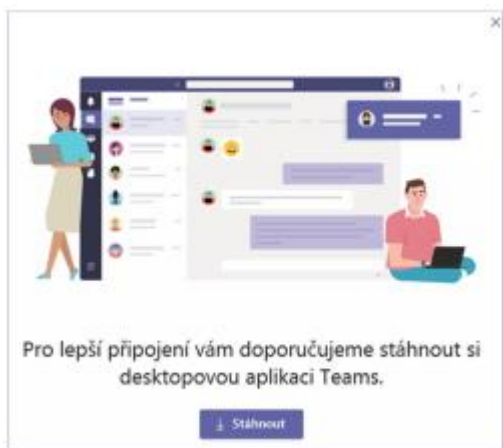 Pro lepší připojení vám doporučujeme stáhnout si
desktopovou aplikaci Teams.
Stáhnout